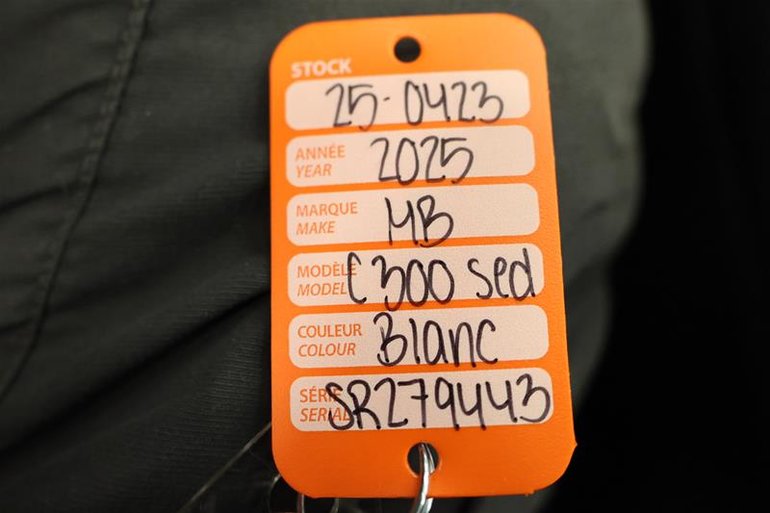 STOCK
25-0423
ANNÉE
YEAR
2025
MARQUE
MAKE
MB
MODÈLE
MODEL
C300 sed
COULEUR
COLOUR
Blanc
SÉRIE
SERIAL
SR279443